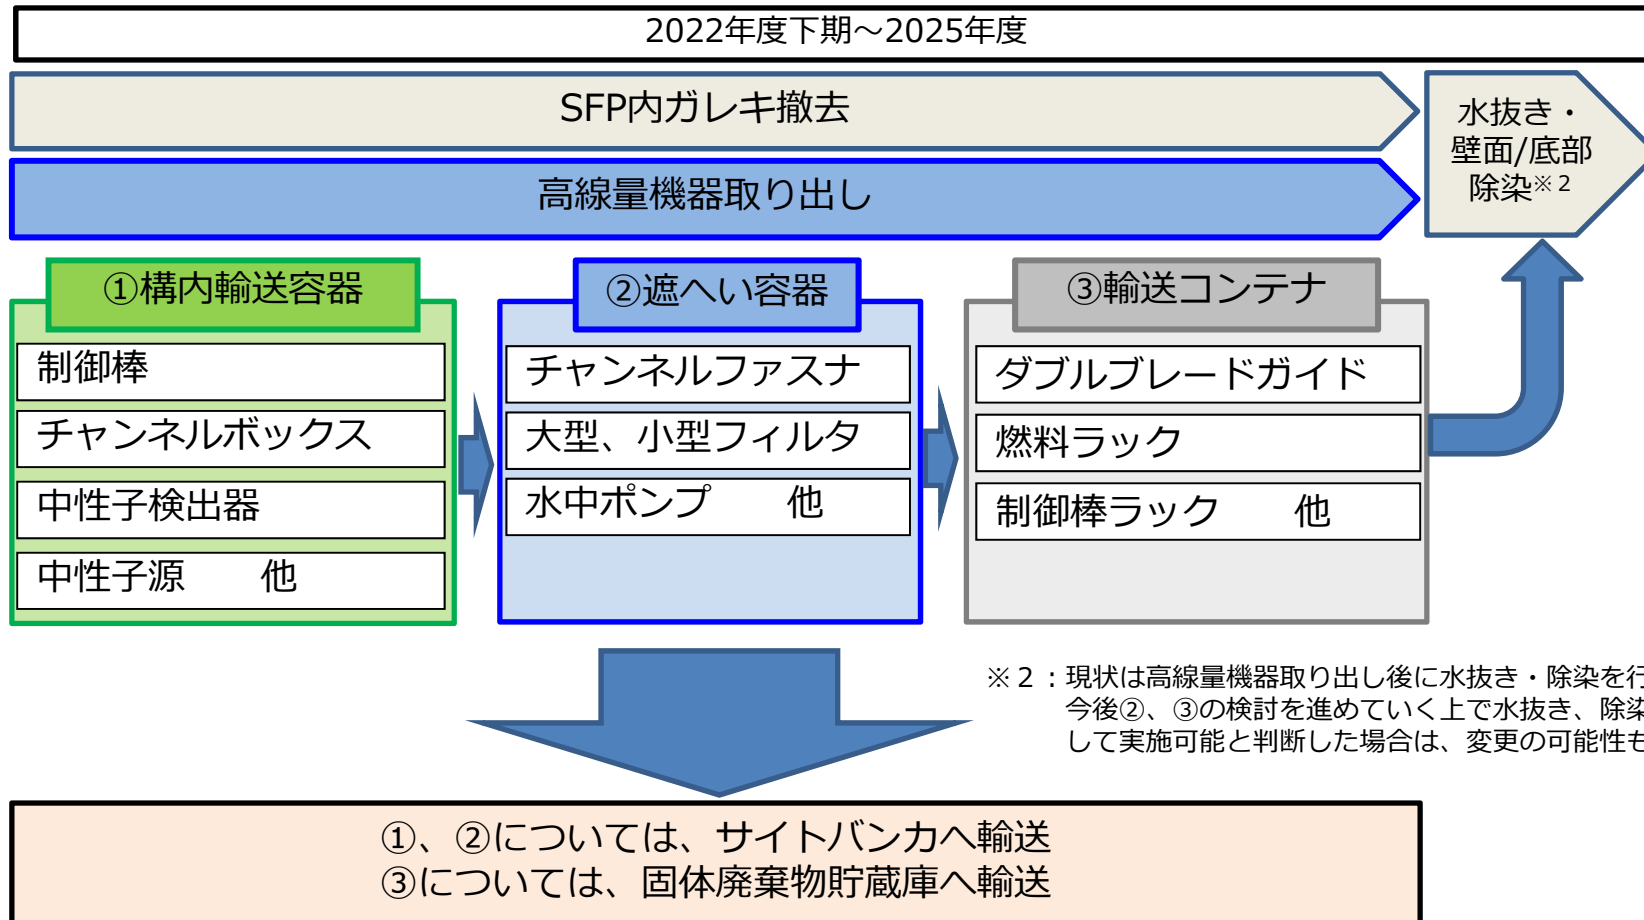 2022年度下期～2025年度
SFP内ガレキ撤去
高線量機器取り出し
水抜き・
壁面/底部
除染※２
①構内輸送容器
制御棒
チャンネルボックス
中性子検出器
中性子源　　他
②遮へい容器
チャンネルファスナ
大型、小型フィルタ
水中ポンプ　　他
③輸送コンテナ
ダブルブレードガイド
燃料ラック
制御棒ラック　　他
※２：現状は高線量機器取り出し後に水抜き・除染を行
今後②、③の検討を進めていく上で水抜き、除染
して実施可能と判断した場合は、変更の可能性も
①、②については、サイトバンカへ輸送
③については、固体廃棄物貯蔵庫へ輸送